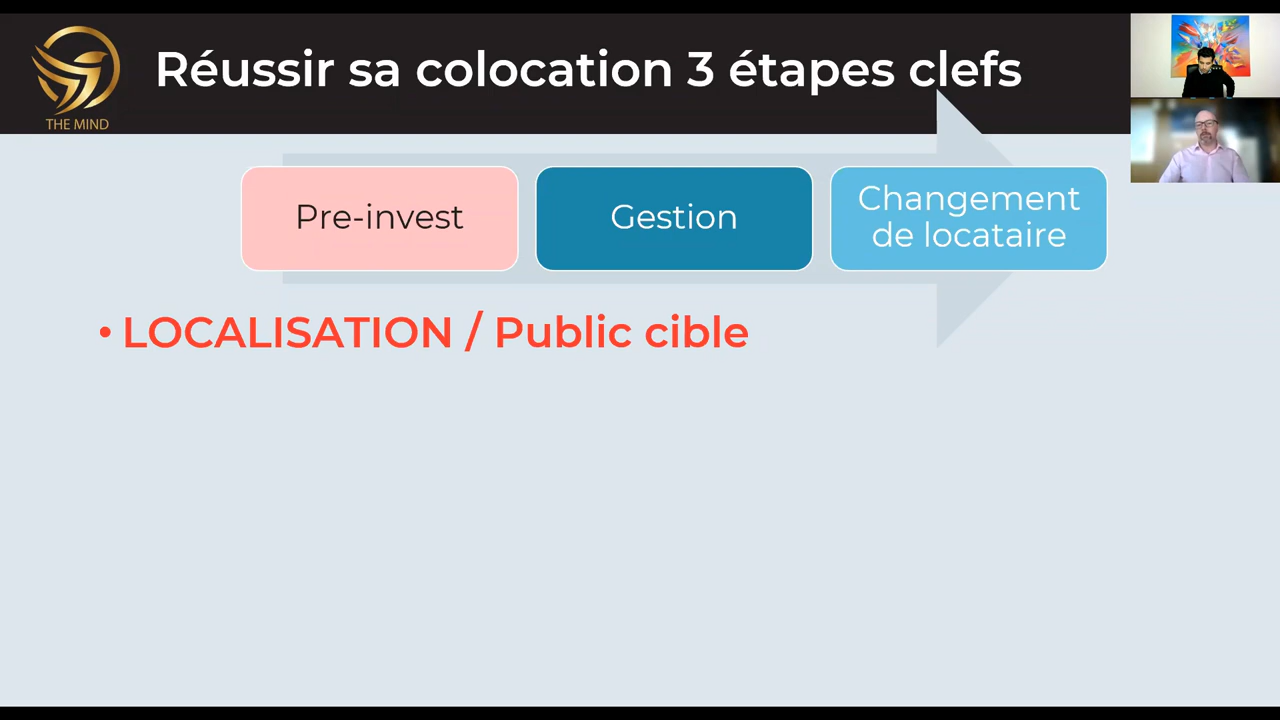 Réussir sa colocation 3 étapes clefs
THE MIND
Pre-invest
Gestion
Changement
de locataire
• LOCALISATION / Public cible